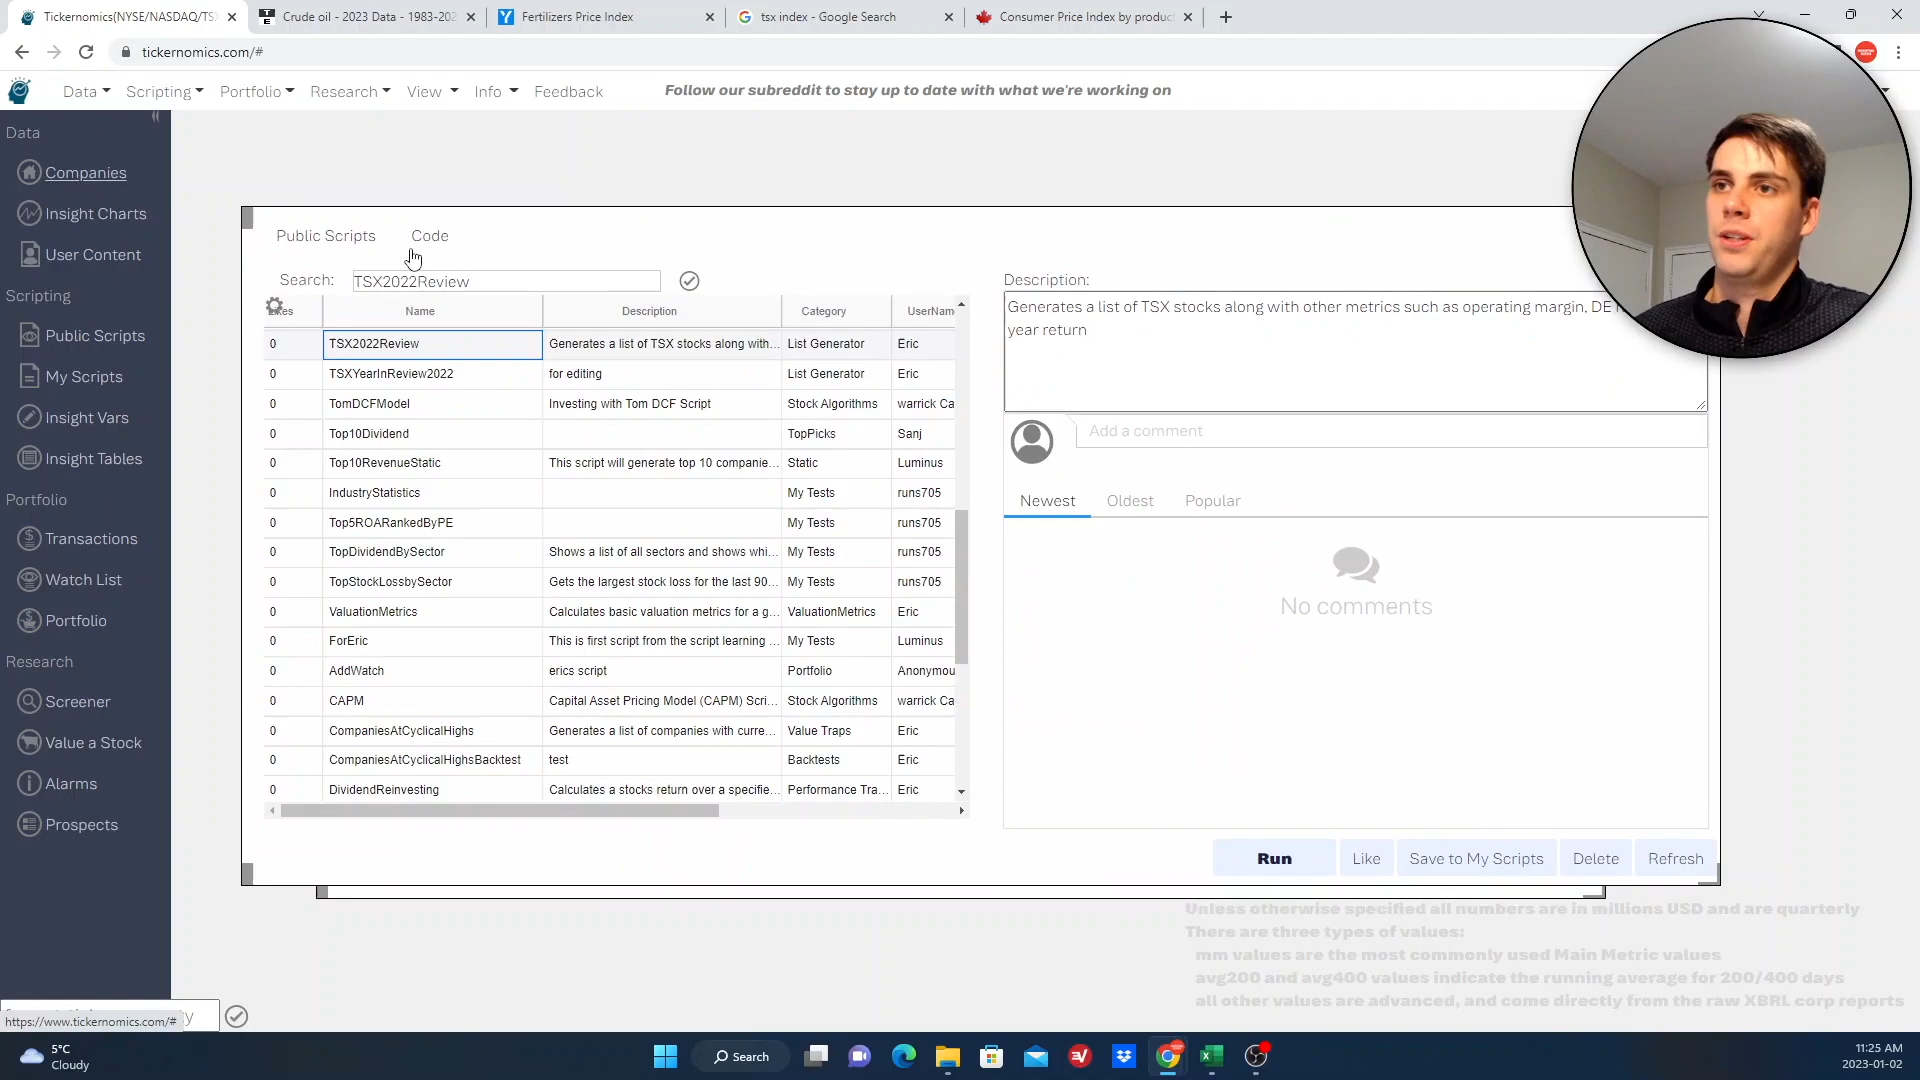 Tickernomics(NYSE/NASDAQ/TSX
Crude oil - 2023 Data - 1983-202
Fertilizers Price Index
tsx index - Google Search
Consumer Price Index by produc
tickernomics.com/#
Data
Scripting
Portfolio
Research
View
Info
Feedback
Follow our subreddit to stay up to date with what we're working on
Data
Companies
Insight Charts
User Content
Scripting
Public Scripts
My Scripts
Insight Vars
Insight Tables
Portfolio
Transactions
Watch List
Portfolio
Research
Screener
Value a Stock
Alarms
Prospects
Public Scripts
Code
Search: TSX2022Review
Name Description Category UserNam
0 TSX2022Review Generates a list of TSX stocks along with... List Generator Eric
0 TSXYearInReview2022 for editing List Generator Eric
0 TomDCFModel Investing with Tom DCF Script Stock Algorithms warrick Ca
0 Top10Dividend TopPicks Sanj
0 Top10RevenueStatic This script will generate top 10 companie... Static Luminus
0 IndustryStatistics My Tests runs705
0 Top5ROARankedByPE My Tests runs705
0 TopDividendBySector Shows a list of all sectors and shows whi... My Tests runs705
0 TopStockLossbySector Gets the largest stock loss for the last 90... My Tests runs705
0 ValuationMetrics Calculates basic valuation metrics for a g... ValuationMetrics Eric
0 ForEric This is first script from the script learning ... My Tests Luminus
0 AddWatch erics script Portfolio Anonymou
0 CAPM Capital Asset Pricing Model (CAPM) Scri... Stock Algorithms warrick Ca
0 CompaniesAtCyclicalHighs Generates a list of companies with curre... Value Traps Eric
0 CompaniesAtCyclicalHighsBacktest test Backtests Eric
0 DividendReinvesting Calculates a stocks return over a specifie... Performance Tra... Eric
Description:
Generates a list of TSX stocks along with other metrics such as operating margin, DE
year return
Add a comment
Newest
Oldest
Popular
No comments
Run
Like
Save to My Scripts
Delete
Refresh
Unless otherwise specified all numbers are in millions USD and are quarterly
There are three types of values:
mm values are the most commonly used Main Metric values
avg200 and avg400 values indicate the running average for 200/400 days
all other values are advanced, and come directly from the raw XBRL corp reports
https://www.tickernomics.com/#
5°C
Cloudy
Search
11:25 AM
2023-01-02